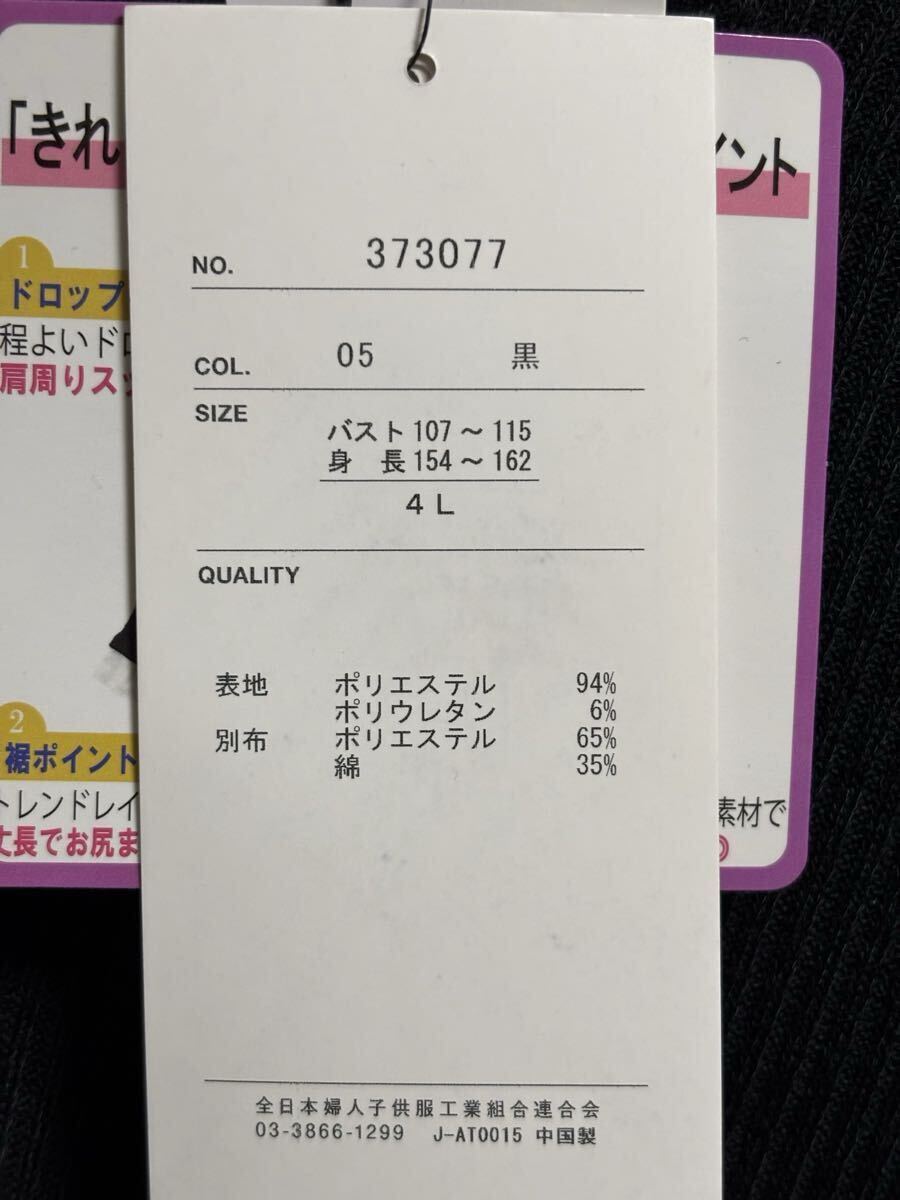 「きれ
イント
1
ドロップ
程よいド
肩周りス
2
裾ポイント
トレンドレイ
丈長でお尻ま
素材で
NO. 373077
COL. 05 黒
SIZE
バスト 107 ～ 115
身 長 154 ～ 162
4L
QUALITY
表地 ポリエステル 94%
ポリウレタン 6%
別布 ポリエステル 65%
綿 35%
全日本婦人子供服工業組合連合会
03-3866-1299 J-AT0015 中国製